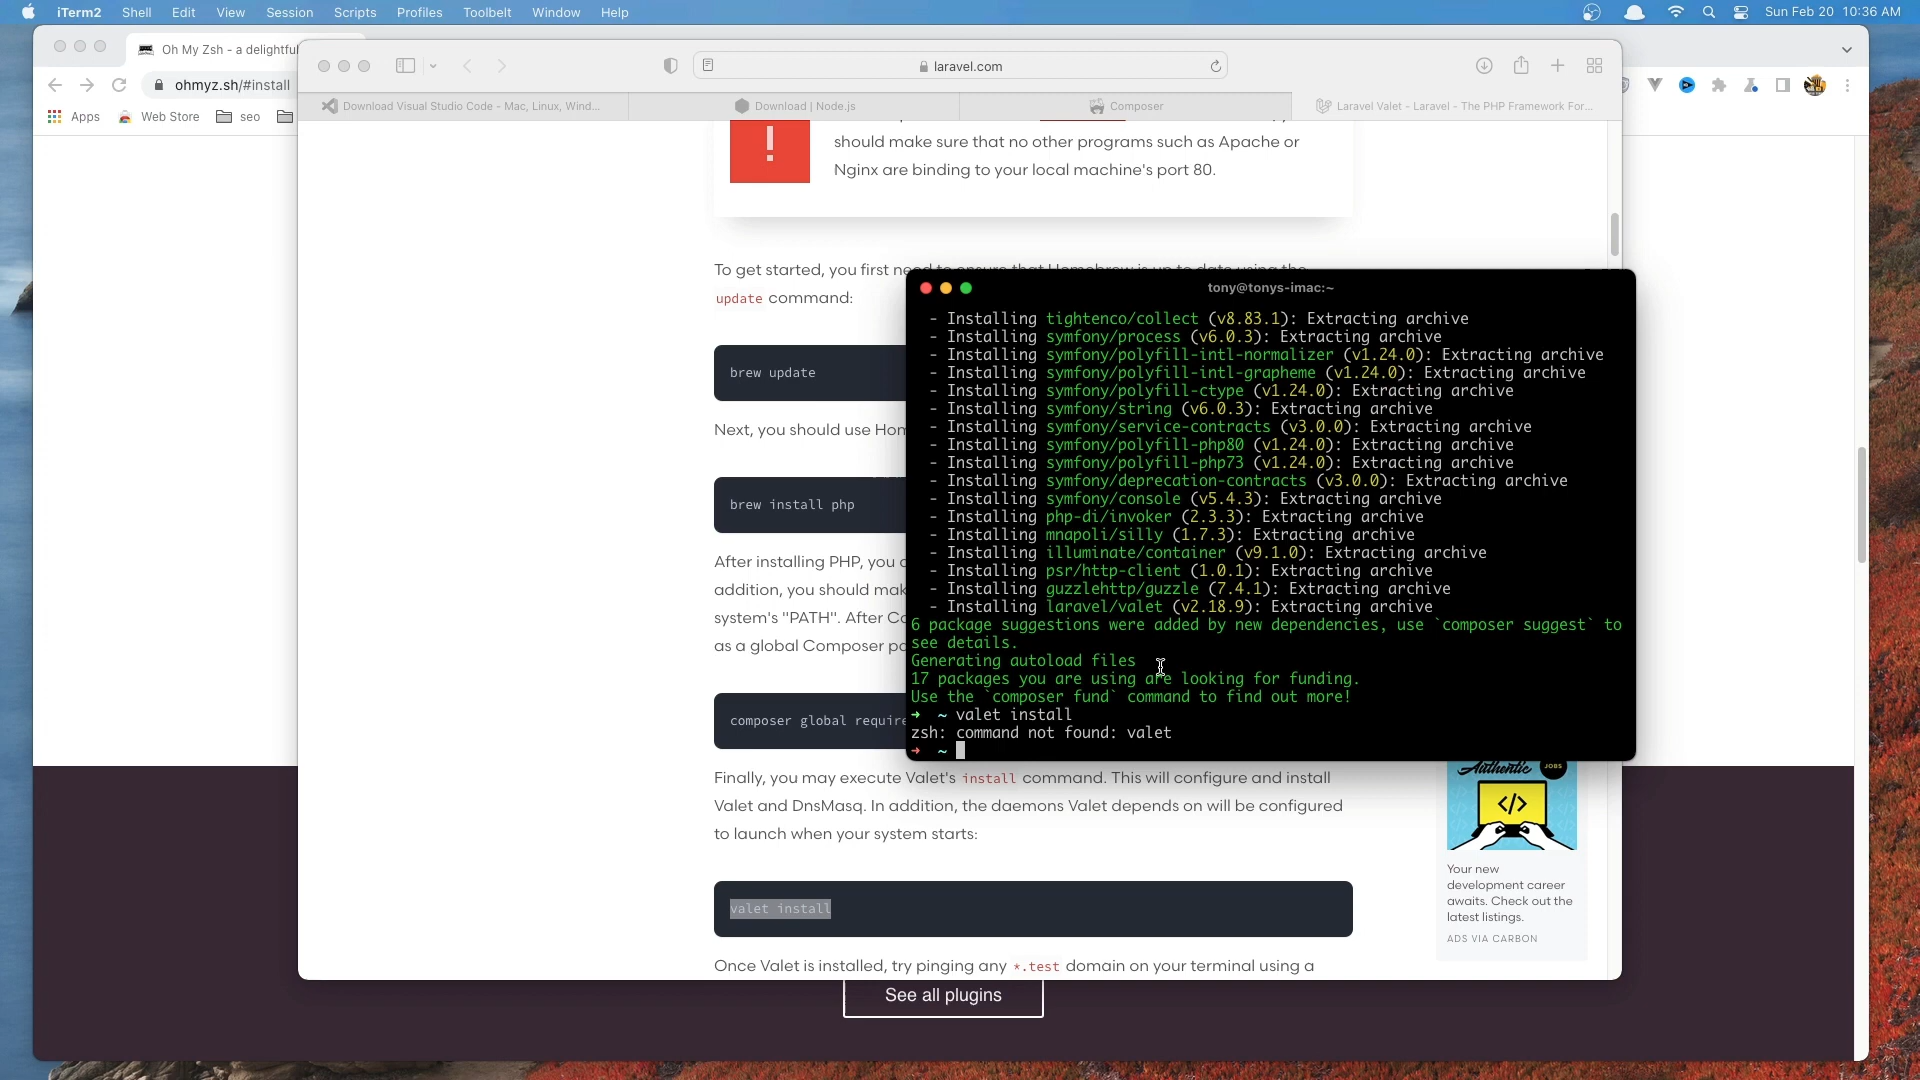 iTerm2 Shell Edit View Session Scripts Profiles Toolbelt Window Help Sun Feb 20 10:36 AM
Oh My Zsh - a delightful
ohmyz.sh/#install
Apps Web Store seo
laravel.com
Download Visual Studio Code - Mac, Linux, Wind... Download | Node.js Composer Laravel Valet - Laravel - The PHP Framework For...
should make sure that no other programs such as Apache or
Nginx are binding to your local machine's port 80.
To get started, you first need to ensure that Homebrew is up to date using the
update command:
brew update
Next, you should use Hom
brew install php
After installing PHP, you
addition, you should mak
system's "PATH". After Co
as a global Composer pa
composer global require
Finally, you may execute Valet's install command. This will configure and install
Valet and DnsMasq. In addition, the daemons Valet depends on will be configured
to launch when your system starts:
valet install
Once Valet is installed, try pinging any *.test domain on your terminal using a
tony@tonys-imac:~
- Installing tightenco/collect (v8.83.1): Extracting archive
- Installing symfony/process (v6.0.3): Extracting archive
- Installing symfony/polyfill-intl-normalizer (v1.24.0): Extracting archive
- Installing symfony/polyfill-intl-grapheme (v1.24.0): Extracting archive
- Installing symfony/polyfill-ctype (v1.24.0): Extracting archive
- Installing symfony/string (v6.0.3): Extracting archive
- Installing symfony/service-contracts (v3.0.0): Extracting archive
- Installing symfony/polyfill-php80 (v1.24.0): Extracting archive
- Installing symfony/polyfill-php73 (v1.24.0): Extracting archive
- Installing symfony/deprecation-contracts (v3.0.0): Extracting archive
- Installing symfony/console (v5.4.3): Extracting archive
- Installing php-di/invoker (2.3.3): Extracting archive
- Installing mnapoli/silly (1.7.3): Extracting archive
- Installing illuminate/container (v9.1.0): Extracting archive
- Installing psr/http-client (1.0.1): Extracting archive
- Installing guzzlehttp/guzzle (7.4.1): Extracting archive
- Installing laravel/valet (v2.18.9): Extracting archive
6 package suggestions were added by new dependencies, use `composer suggest` to
see details.
Generating autoload files
17 packages you are using are looking for funding.
Use the `composer fund` command to find out more!
➜ ~ valet install
zsh: command not found: valet
➜ ~
Authentic
JOBS
Your new
development career
awaits. Check out the
latest listings.
ADS VIA CARBON
See all plugins